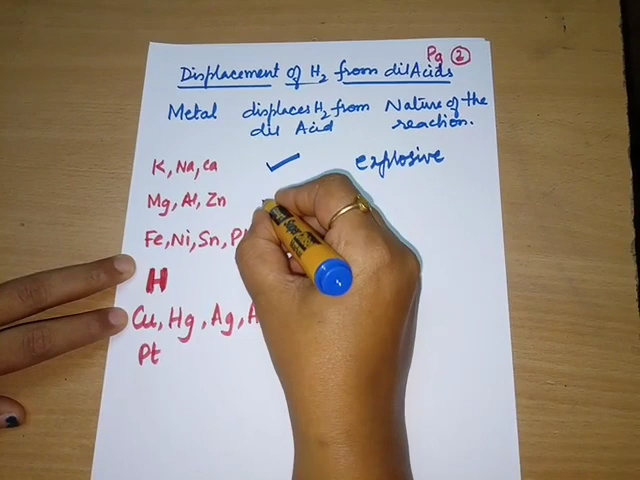 Pg 2
Displacement of H2 from dil Acids
Metal displaces H2 from Nature of the
dil Acid reaction.
K, Na, Ca ✓ explosive
Mg, Al, Zn
Fe, Ni, Sn,
H
Cu, Hg, Ag,
Pt